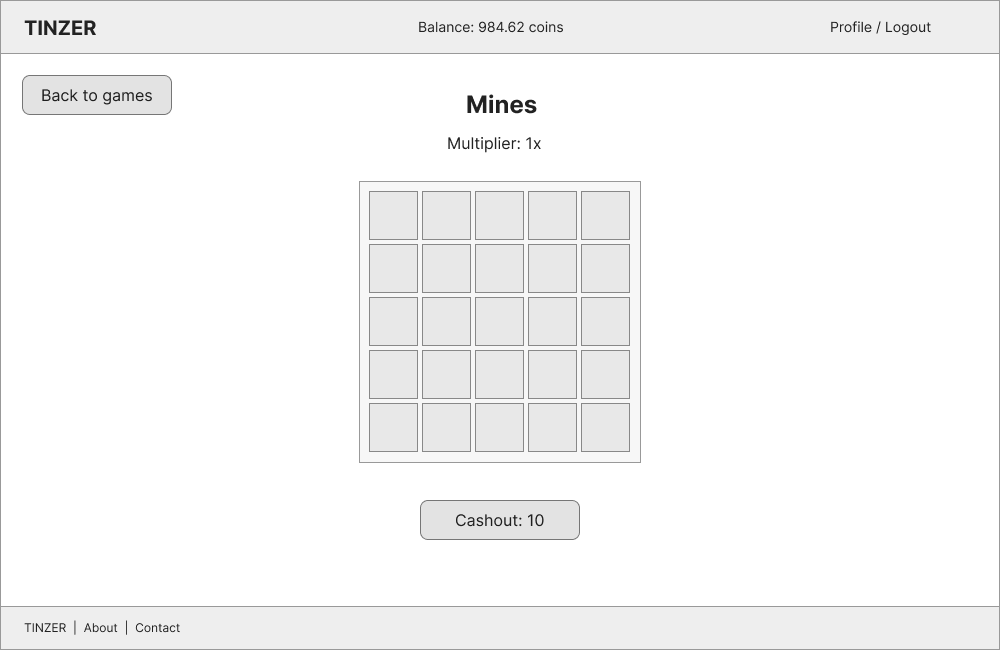 TINZER
Balance: 984.62 coins
Profile / Logout
Back to games
Mines
Multiplier: 1x
Cashout: 10
TINZER | About | Contact